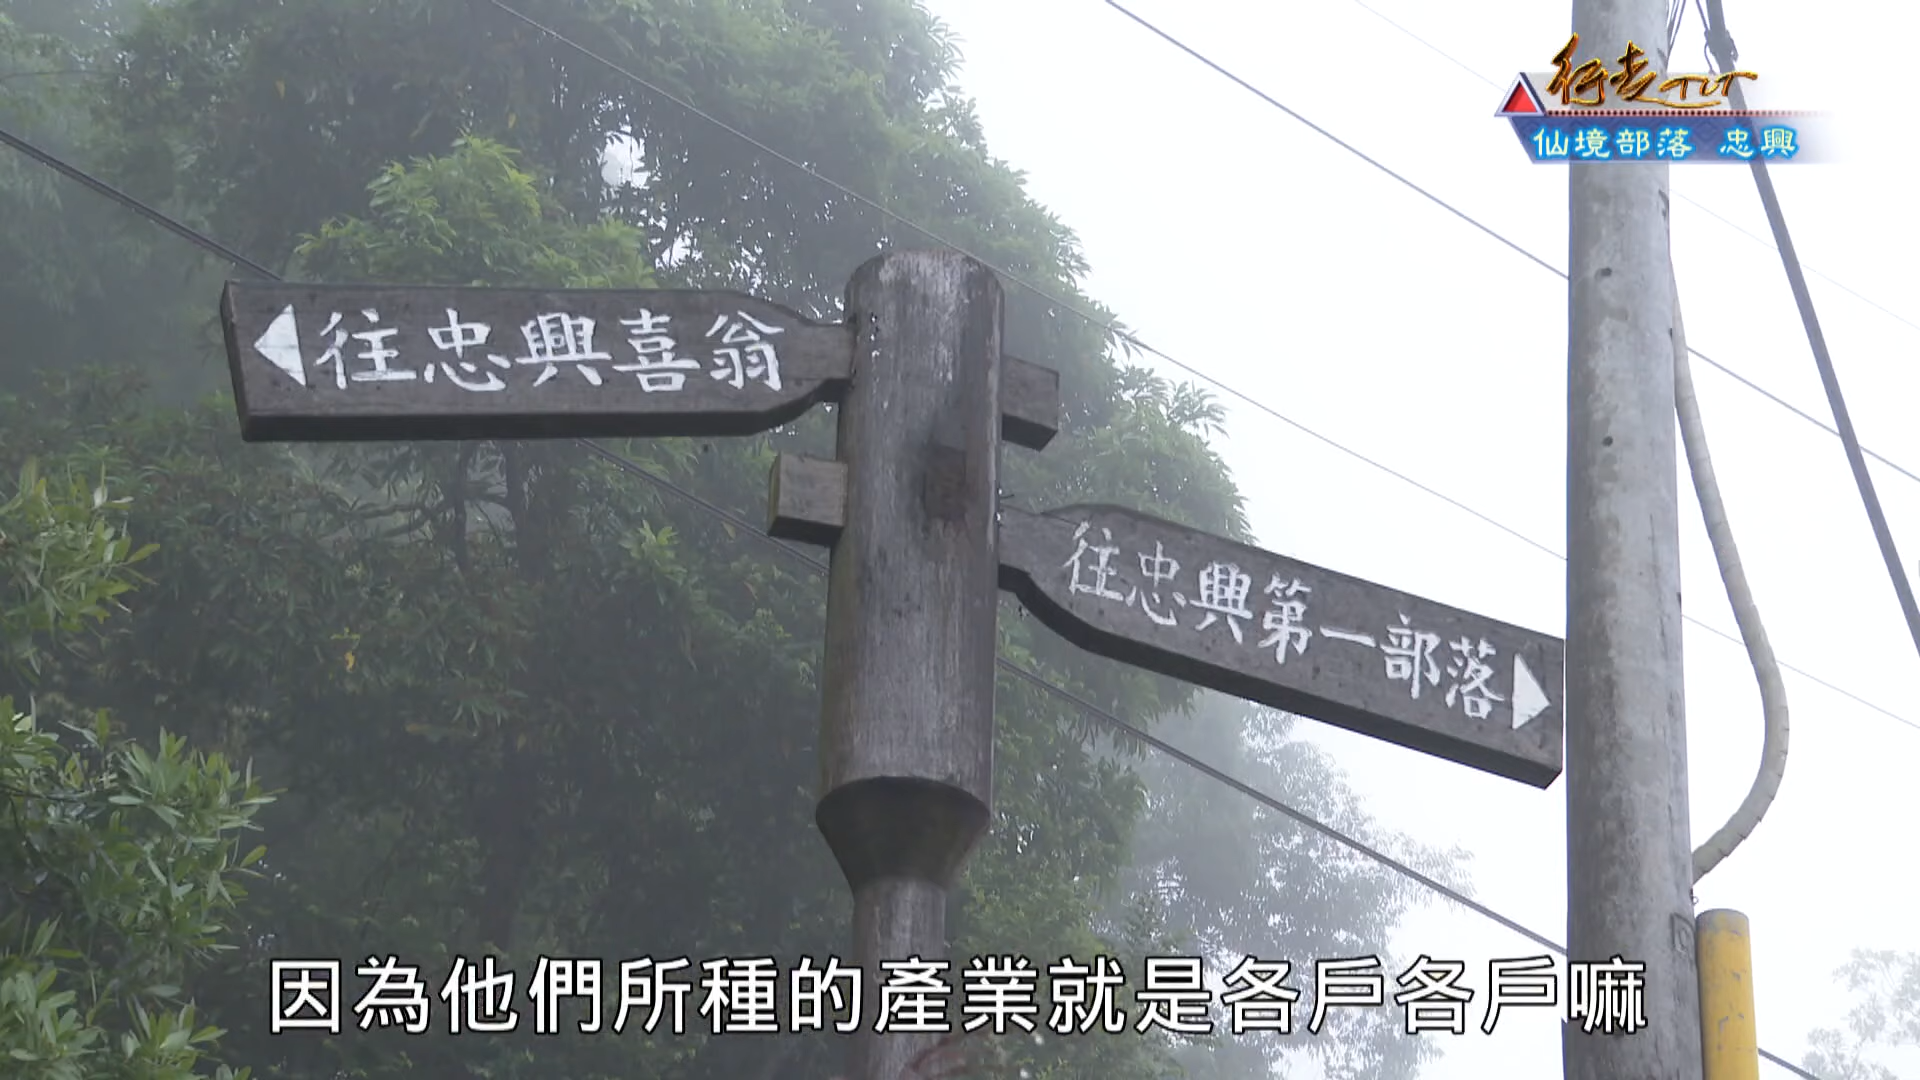 行走TIT
仙境部落 忠興
往忠興喜翁
往忠興第一部落
因為他們所種的產業就是各戶各戶嘛